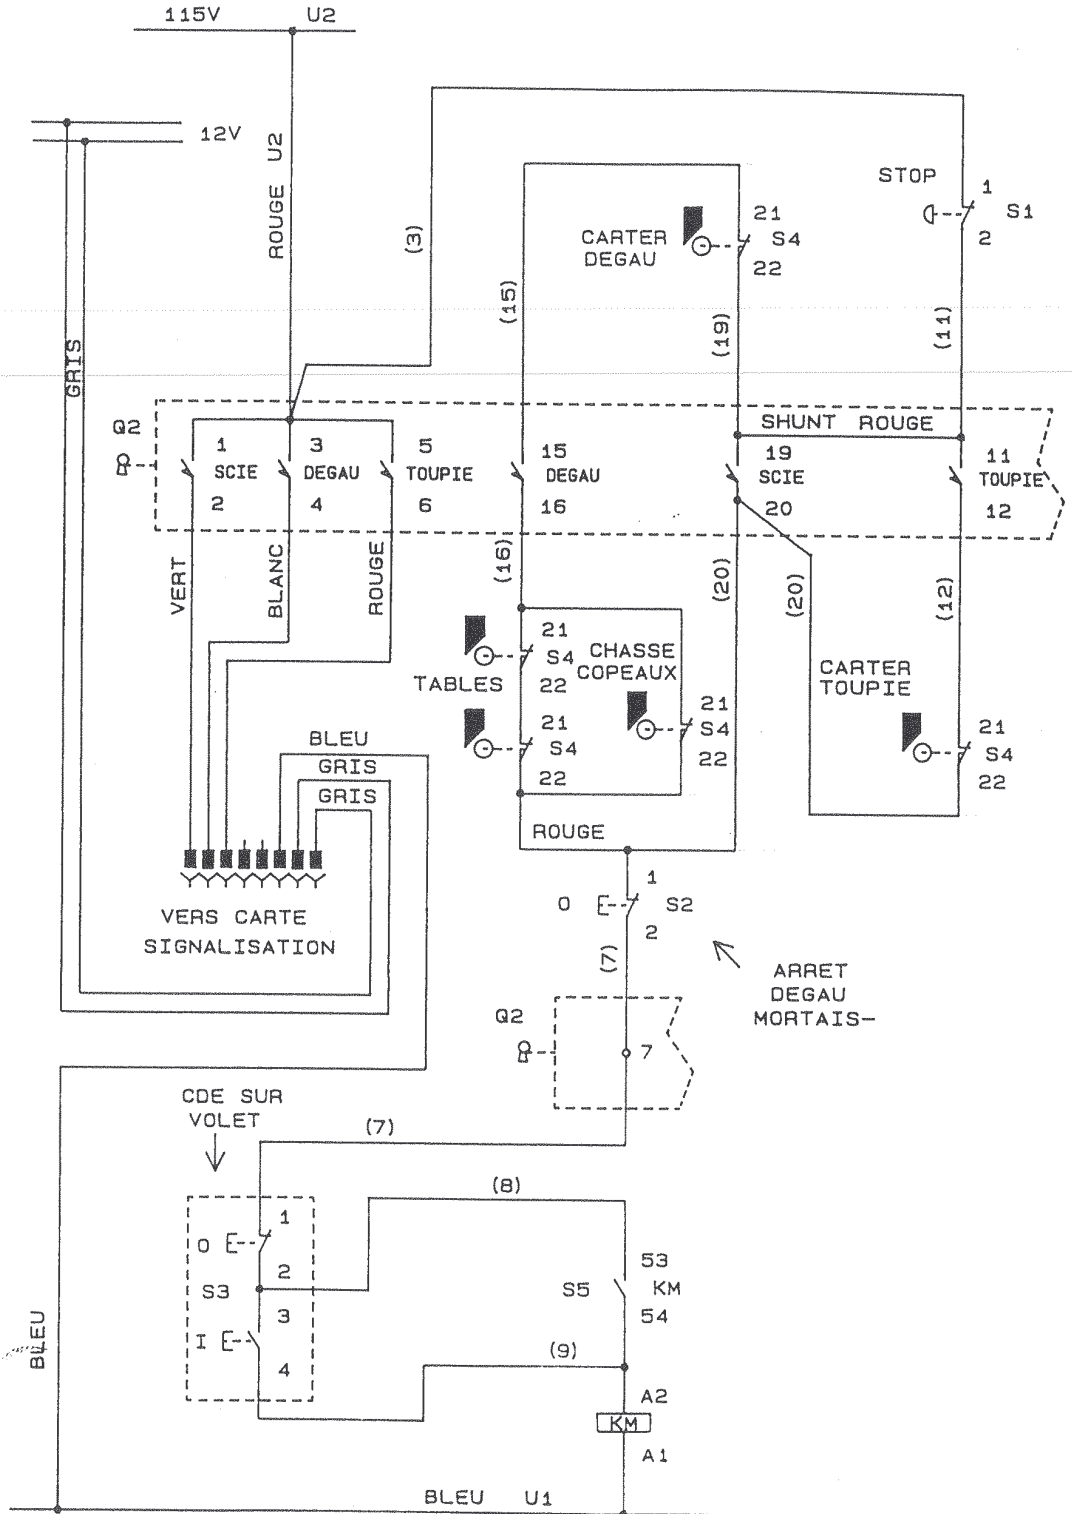 115V U2
12V
ROUGE U2
(3)
STOP
1
S1
2
CARTER
DEGAU
21
S4
22
(15)
(19)
(11)
GRIS
Q2
SHUNT ROUGE
1
SCIE
2
3
DEGAU
4
5
TOUPIE
6
15
DEGAU
16
19
SCIE
20
11
TOUPIE
12
VERT
BLANC
ROUGE
(16)
(20)
(20)
(12)
21
S4
22
TABLES
21
S4
22
CHASSE
COPEAUX
21
S4
22
CARTER
TOUPIE
21
S4
22
BLEU
GRIS
GRIS
ROUGE
VERS CARTE
SIGNALISATION
O
1
S2
2
(7)
ARRET
DEGAU
MORTAIS-
Q2
7
CDE SUR
VOLET
(7)
(8)
O
1
2
S3
3
I
4
53
S5 KM
54
(9)
A2
KM
A1
BLEU
BLEU U1